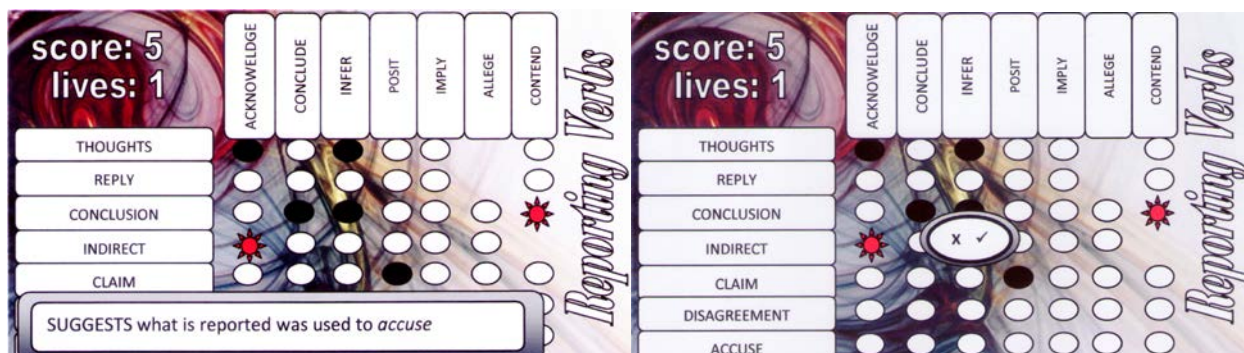 score: 5
lives: 1
ACKNOWELDGE
CONCLUDE
INFER
POSIT
IMPLY
ALLEGE
CONTEND
THOUGHTS
REPLY
CONCLUSION
INDIRECT
CLAIM
Reporting Verbs
SUGGESTS what is reported was used to accuse
score: 5
lives: 1
ACKNOWELDGE
CONCLUDE
INFER
POSIT
IMPLY
ALLEGE
CONTEND
THOUGHTS
REPLY
CONCLUSION
INDIRECT
X ✓
CLAIM
DISAGREEMENT
ACCUSE
Reporting Verbs